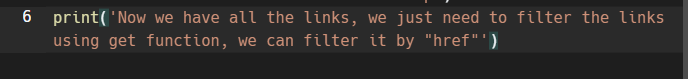 6 print('Now we have all the links, we just need to filter the links
using get function, we can filter it by "href"')